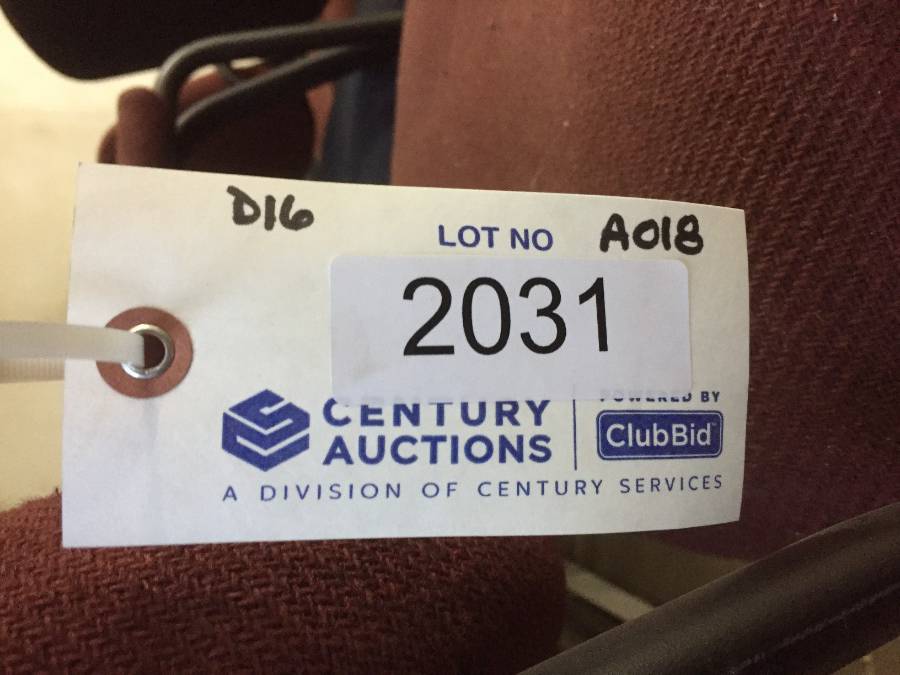 D16
LOT NO A018
2031
CENTURY
AUCTIONS
POWERED BY
ClubBid
A DIVISION OF CENTURY SERVICES